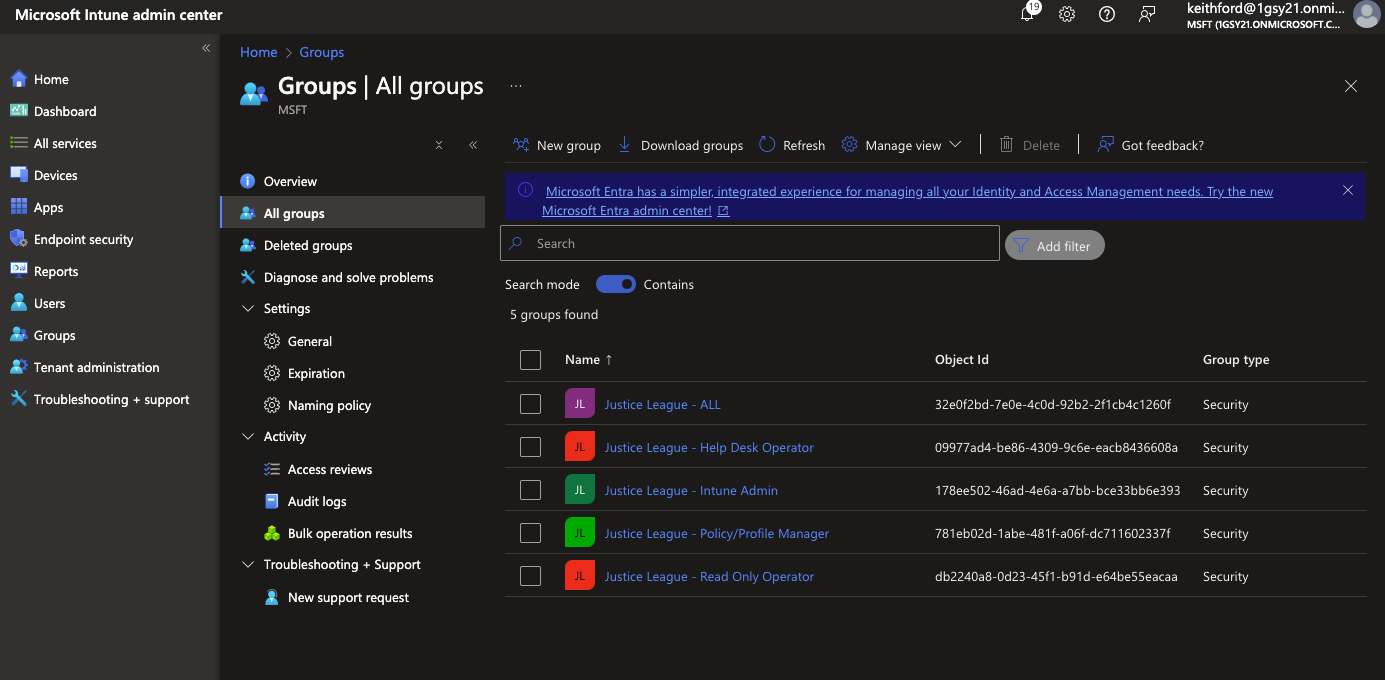 Microsoft Intune admin center
19
keithford@1gsy21.onmi...
MSFT (1GSY21.ONMICROSOFT.C...
Home
Dashboard
All services
Devices
Apps
Endpoint security
Reports
Users
Groups
Tenant administration
Troubleshooting + support
Home > Groups
Groups | All groups ...
MSFT
Overview
All groups
Deleted groups
Diagnose and solve problems
Settings
General
Expiration
Naming policy
Activity
Access reviews
Audit logs
Bulk operation results
Troubleshooting + Support
New support request
New group Download groups Refresh Manage view Delete Got feedback?
Microsoft Entra has a simpler, integrated experience for managing all your Identity and Access Management needs. Try the new
Microsoft Entra admin center!
Search Add filter
Search mode Contains
5 groups found
Name ↑ Object Id Group type
JL Justice League - ALL 32e0f2bd-7e0e-4c0d-92b2-2f1cb4c1260f Security
JL Justice League - Help Desk Operator 09977ad4-be86-4309-9c6e-eacb8436608a Security
JL Justice League - Intune Admin 178ee502-46ad-4e6a-a7bb-bce33bb6e393 Security
JL Justice League - Policy/Profile Manager 781eb02d-1abe-481f-a06f-dc711602337f Security
JL Justice League - Read Only Operator db2240a8-0d23-45f1-b91d-e64be55eacaa Security